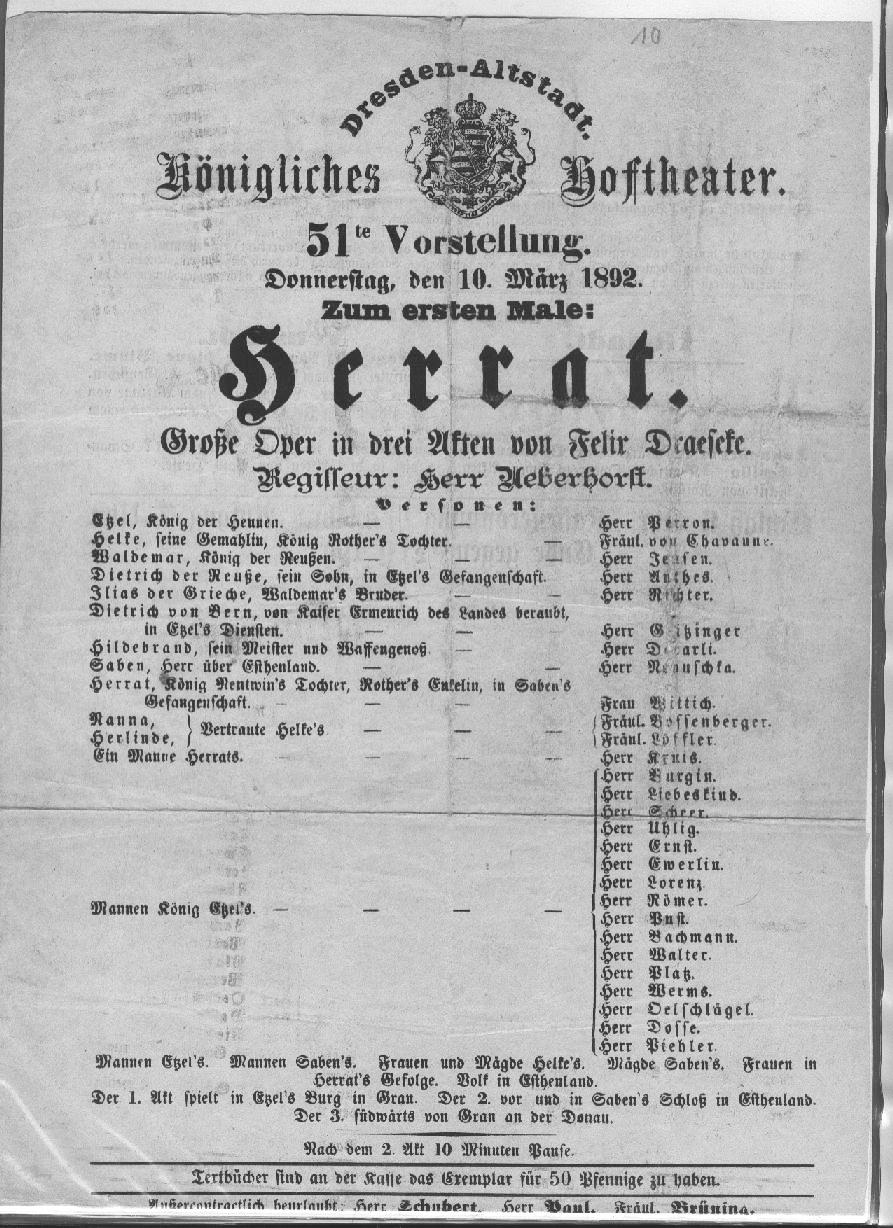 10
Dresden-Altstadt.
Königliches Hoftheater.
51te Vorstellung.
Donnerstag, den 10. März 1892.
Zum ersten Male:
Herrat.
Große Oper in drei Akten von Felix Draeseke.
Regisseur: Herr Ueberhorst.
Personen:
Etzel, König der Heunen. — — Herr Perron.
Helke, seine Gemahlin, König Rother's Tochter. — Fräul. von Chavanne.
Waldemar, König der Reußen. — — — Herr Jensen.
Dietrich der Reuße, sein Sohn, in Etzel's Gefangenschaft. Herr Anthes.
Ilias der Grieche, Waldemar's Bruder. — — Herr Richter.
Dietrich von Bern, von Kaiser Ermenrich des Landes beraubt,
in Etzel's Diensten. — — Herr Gritzinger
Hildebrand, sein Meister und Waffengenoß. — Herr Decarli.
Saben, Herr über Esthenland. — — Herr Nebuschka.
Herrat, König Nentwin's Tochter, Rother's Enkelin, in Saben's
Gefangenschaft. — — — — Frau Wittich.
Nanna, Fräul. Bossenberger.
Vertraute Helke's — — —
Herlinde, Fräul. Löffler.
Ein Manne Herrats. — — — — Herr Kruis.
Herr Burgin.
Herr Liebeskind.
Herr Scheer.
Herr Uhlig.
Herr Ernst.
Herr Ewerlin.
Herr Lorenz
Herr Römer.
Mannen König Etzel's. — — — —
Herr Pust.
Herr Bachmann.
Herr Walter.
Herr Platz.
Herr Werms.
Herr Oelschlägel.
Herr Dosse.
Herr Piehler.
Mannen Etzel's. Mannen Saben's. Frauen und Mägde Helke's. Mägde Saben's. Frauen in
Herrat's Gefolge. Volk in Esthenland.
Der 1. Akt spielt in Etzel's Burg in Gran. Der 2. vor und in Saben's Schloß in Esthenland.
Der 3. südwärts von Gran an der Donau.
Nach dem 2. Akt 10 Minuten Pause.
Textbücher sind an der Kasse das Exemplar für 50 Pfennige zu haben.
Außercontractlich beurlaubt: Herr Schubert. Herr Paul. Fräul. Brüning.